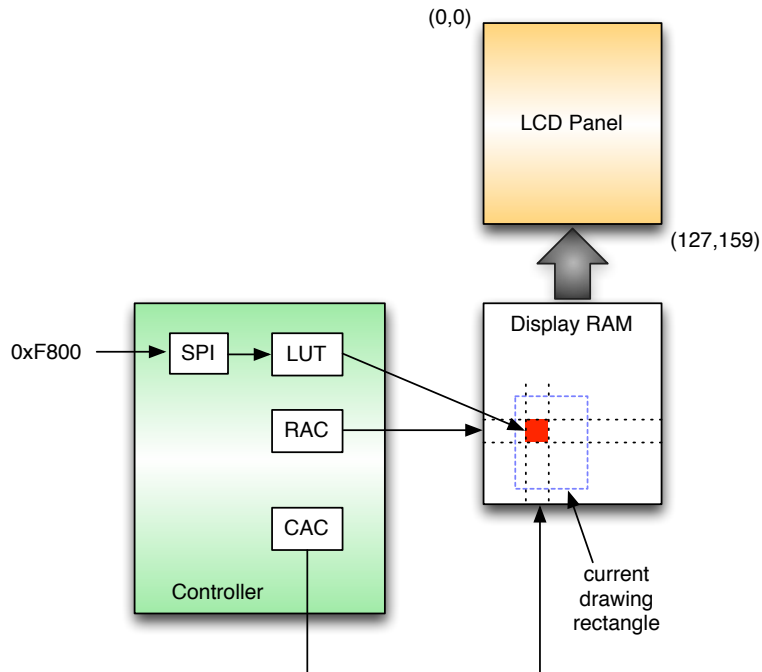 (0,0)
LCD Panel
(127,159)
Display RAM
0xF800
SPI
LUT
RAC
CAC
Controller
current
drawing
rectangle